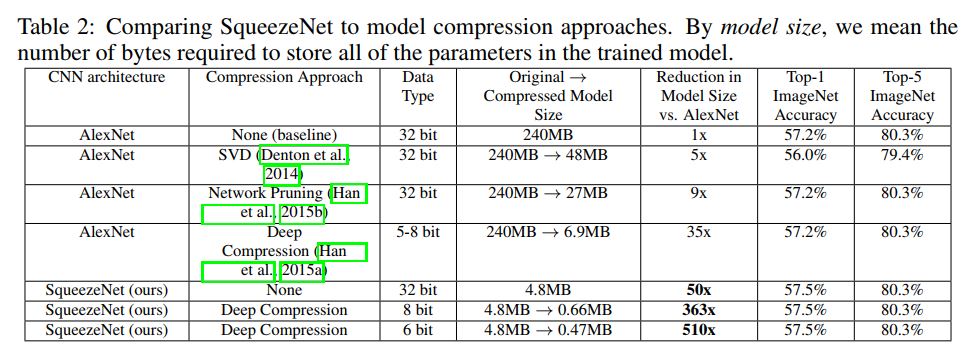 Table 2: Comparing SqueezeNet to model compression approaches. By model size, we mean the
number of bytes required to store all of the parameters in the trained model.
CNN architecture | Compression Approach | Data Type | Original → Compressed Model Size | Reduction in Model Size vs. AlexNet | Top-1 ImageNet Accuracy | Top-5 ImageNet Accuracy
AlexNet | None (baseline) | 32 bit | 240MB | 1x | 57.2% | 80.3%
AlexNet | SVD (Denton et al., 2014) | 32 bit | 240MB → 48MB | 5x | 56.0% | 79.4%
AlexNet | Network Pruning (Han et al., 2015b) | 32 bit | 240MB → 27MB | 9x | 57.2% | 80.3%
AlexNet | Deep Compression (Han et al., 2015a) | 5-8 bit | 240MB → 6.9MB | 35x | 57.2% | 80.3%
SqueezeNet (ours) | None | 32 bit | 4.8MB | 50x | 57.5% | 80.3%
SqueezeNet (ours) | Deep Compression | 8 bit | 4.8MB → 0.66MB | 363x | 57.5% | 80.3%
SqueezeNet (ours) | Deep Compression | 6 bit | 4.8MB → 0.47MB | 510x | 57.5% | 80.3%